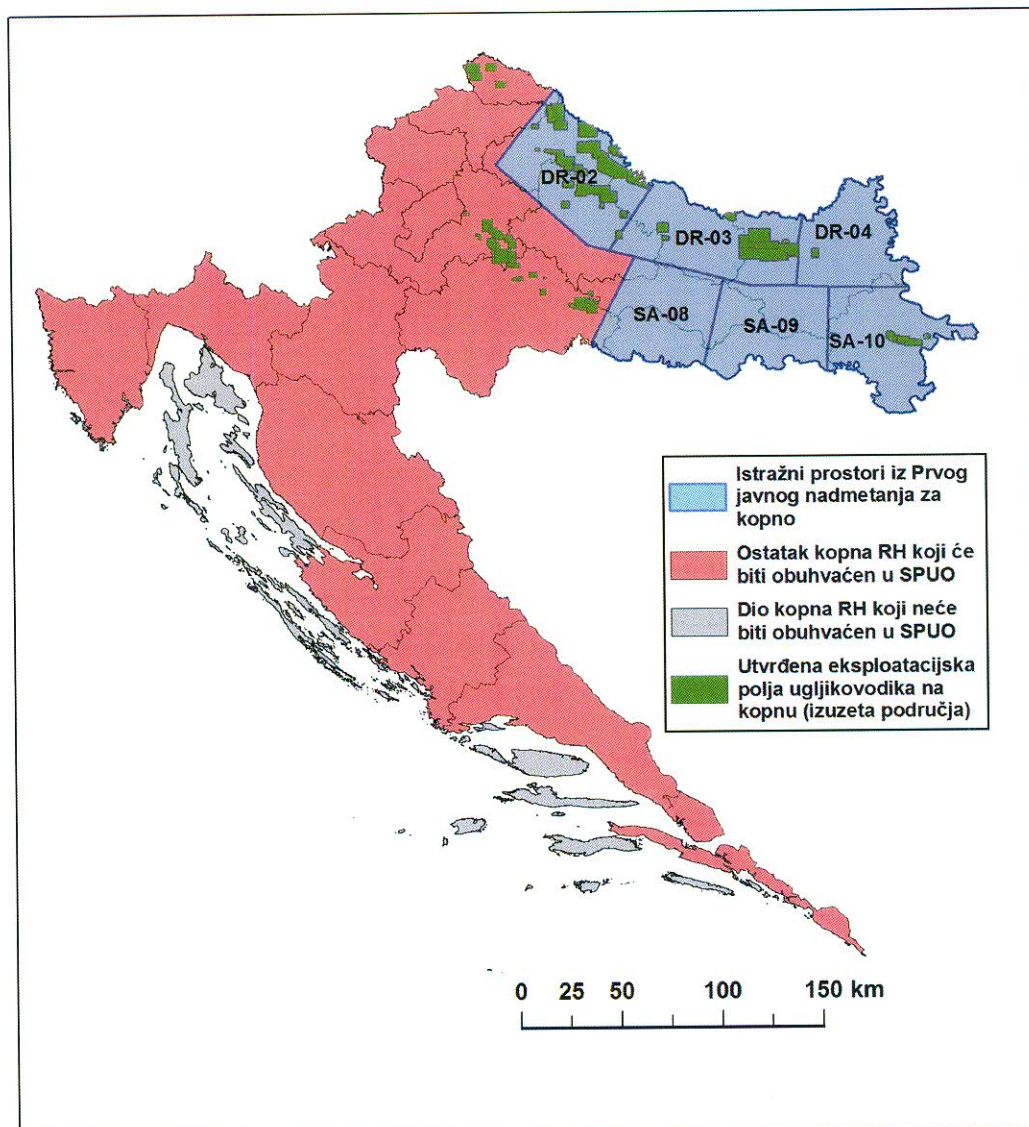 DR-02
DR-03
DR-04
SA-08
SA-09
SA-10
Istražni prostori iz Prvog
javnog nadmetanja za
kopno
Ostatak kopna RH koji će
biti obuhvaćen u SPUO
Dio kopna RH koji neće
biti obuhvaćen u SPUO
Utvrđena eksploatacijska
polja ugljikovodika na
kopnu (izuzeta područja)
0 25 50 100 150 km